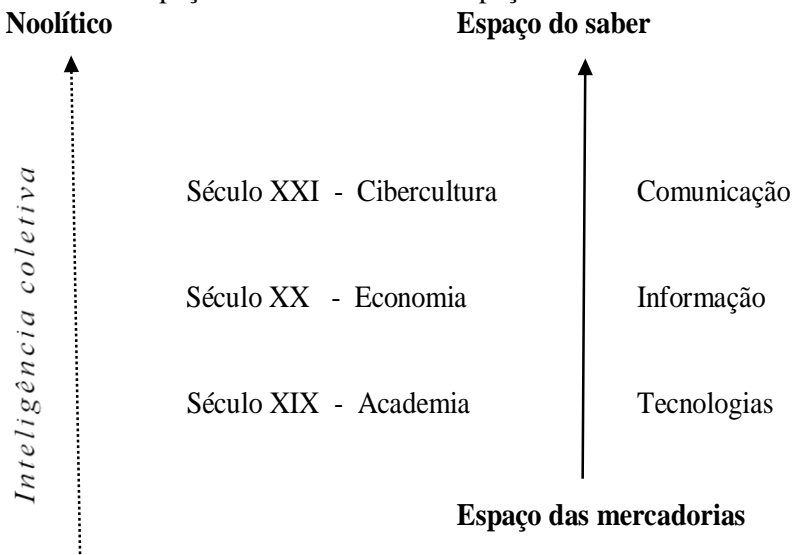 Noolítico Espaço do saber
Século XXI - Cibercultura Comunicação
Século XX - Economia Informação
Século XIX - Academia Tecnologias
Espaço das mercadorias
Inteligência coletiva